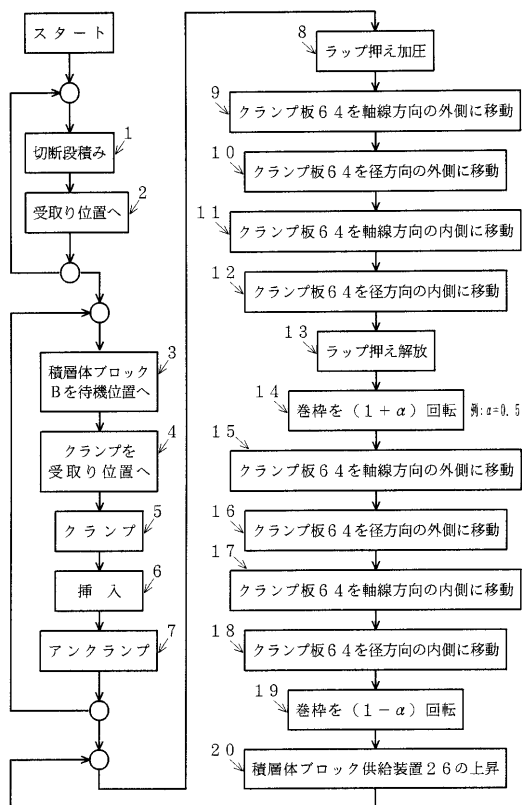 スタート
1
切断段積み
2
受取り位置へ
3
積層体ブロック
Bを待機位置へ
4
クランプを
受取り位置へ
5
クランプ
6
挿入
7
アンクランプ
8
ラップ押え加圧
9
クランプ板64を軸線方向の外側に移動
10
クランプ板64を径方向の外側に移動
11
クランプ板64を軸線方向の内側に移動
12
クランプ板64を径方向の内側に移動
13
ラップ押え解放
14
巻枠を(1+α)回転 例:α=0.5
15
クランプ板64を軸線方向の外側に移動
16
クランプ板64を径方向の外側に移動
17
クランプ板64を軸線方向の内側に移動
18
クランプ板64を径方向の内側に移動
19
巻枠を(1-α)回転
20
積層体ブロック供給装置26の上昇